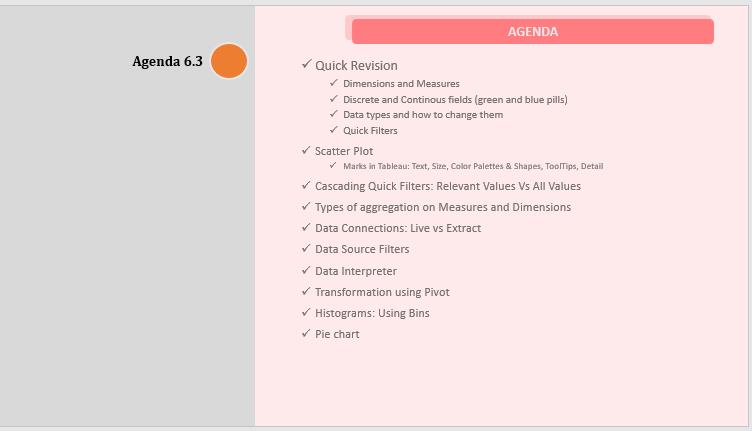 AGENDA
Agenda 6.3
✓ Quick Revision
✓ Dimensions and Measures
✓ Discrete and Continous fields (green and blue pills)
✓ Data types and how to change them
✓ Quick Filters
✓ Scatter Plot
✓ Marks in Tableau: Text, Size, Color Palettes & Shapes, ToolTips, Detail
✓ Cascading Quick Filters: Relevant Values Vs All Values
✓ Types of aggregation on Measures and Dimensions
✓ Data Connections: Live vs Extract
✓ Data Source Filters
✓ Data Interpreter
✓ Transformation using Pivot
✓ Histograms: Using Bins
✓ Pie chart